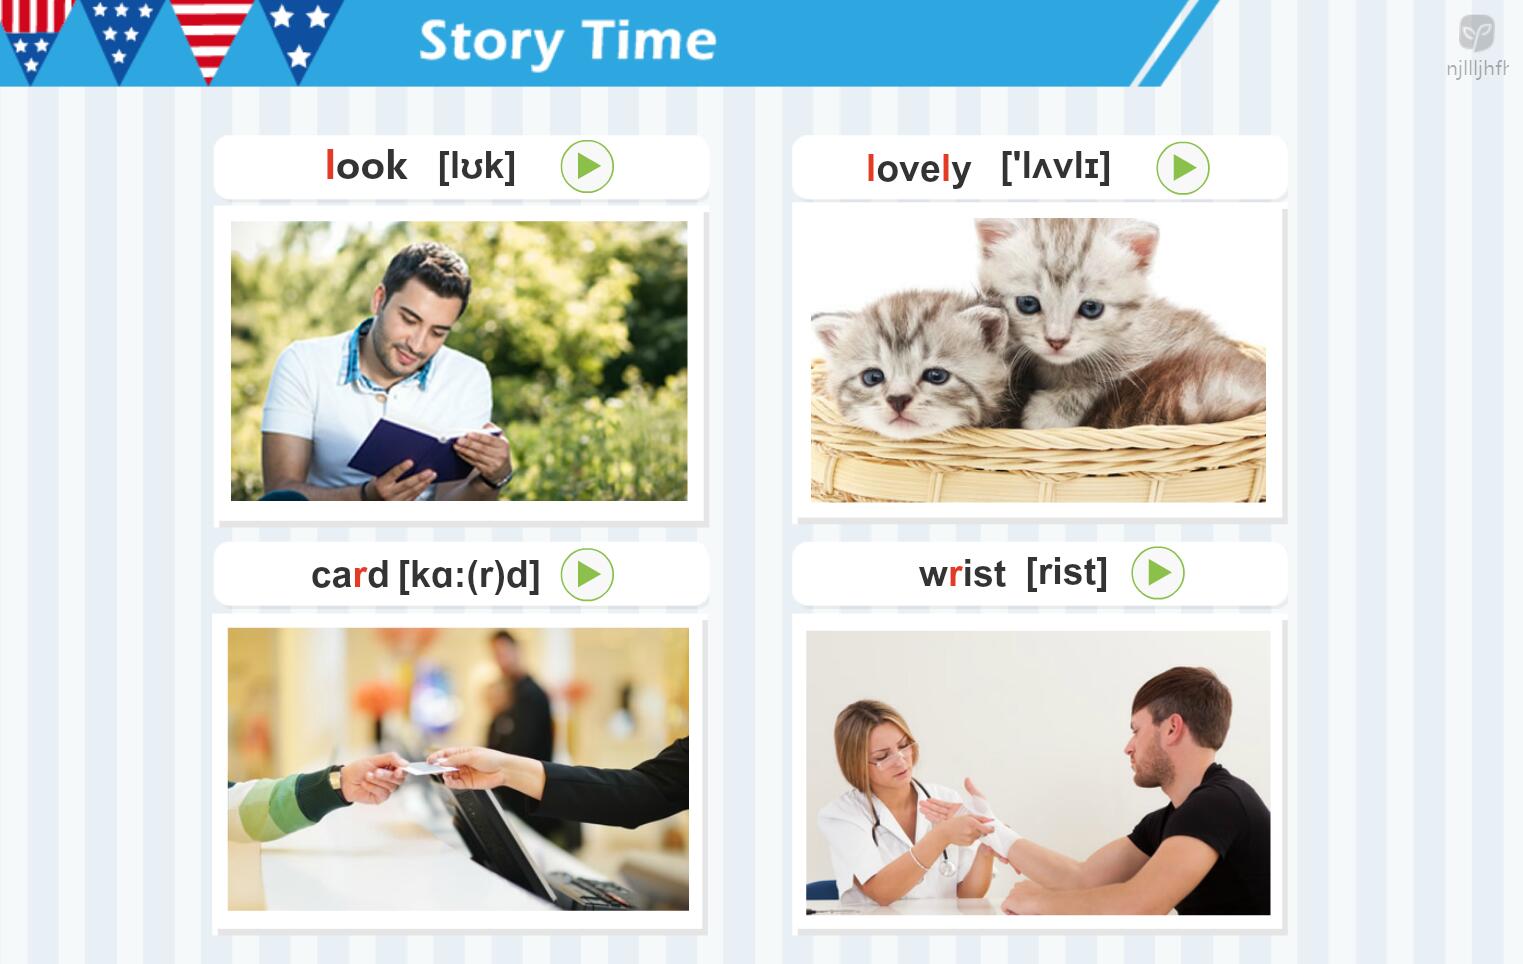 Story Time
look [lʊk]
lovely ['lʌvlɪ]
card [kɑ:(r)d]
wrist [rist]